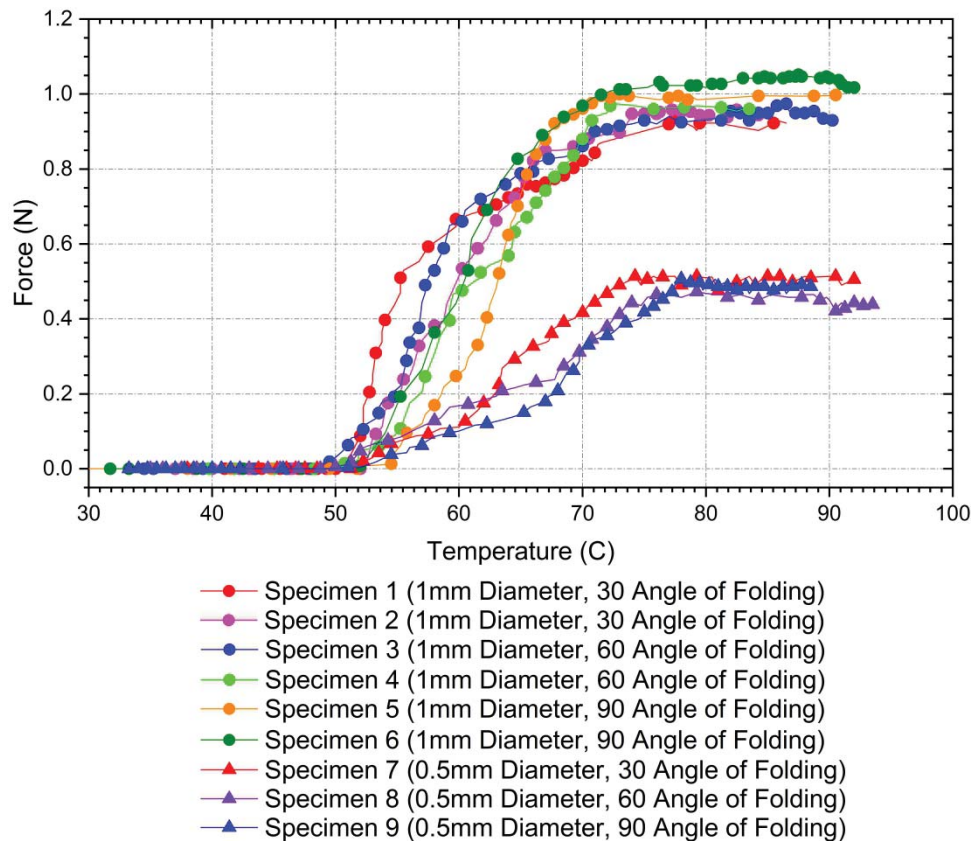 1.2
1.0
0.8
0.6
0.4
0.2
0.0
Force (N)
30 40 50 60 70 80 90 100
Temperature (C)
Specimen 1 (1mm Diameter, 30 Angle of Folding)
Specimen 2 (1mm Diameter, 30 Angle of Folding)
Specimen 3 (1mm Diameter, 60 Angle of Folding)
Specimen 4 (1mm Diameter, 60 Angle of Folding)
Specimen 5 (1mm Diameter, 90 Angle of Folding)
Specimen 6 (1mm Diameter, 90 Angle of Folding)
Specimen 7 (0.5mm Diameter, 30 Angle of Folding)
Specimen 8 (0.5mm Diameter, 60 Angle of Folding)
Specimen 9 (0.5mm Diameter, 90 Angle of Folding)